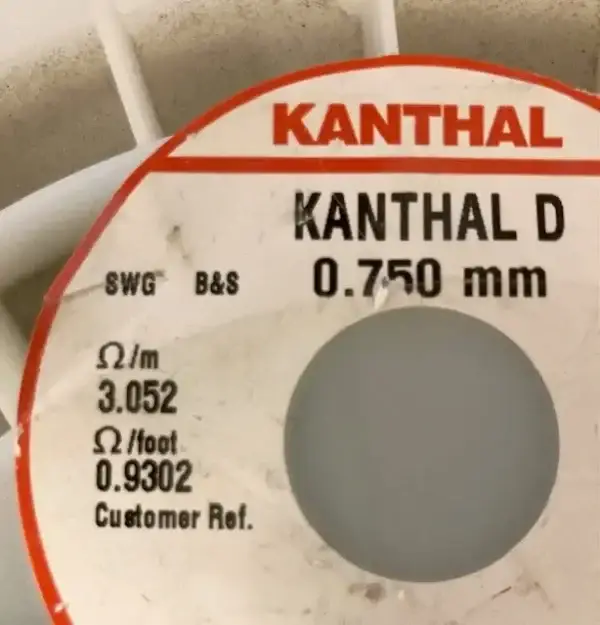 KANTHAL
KANTHAL D
SWG B&S 0.750 mm
Ω/m
3.052
Ω/foot
0.9302
Customer Ref.